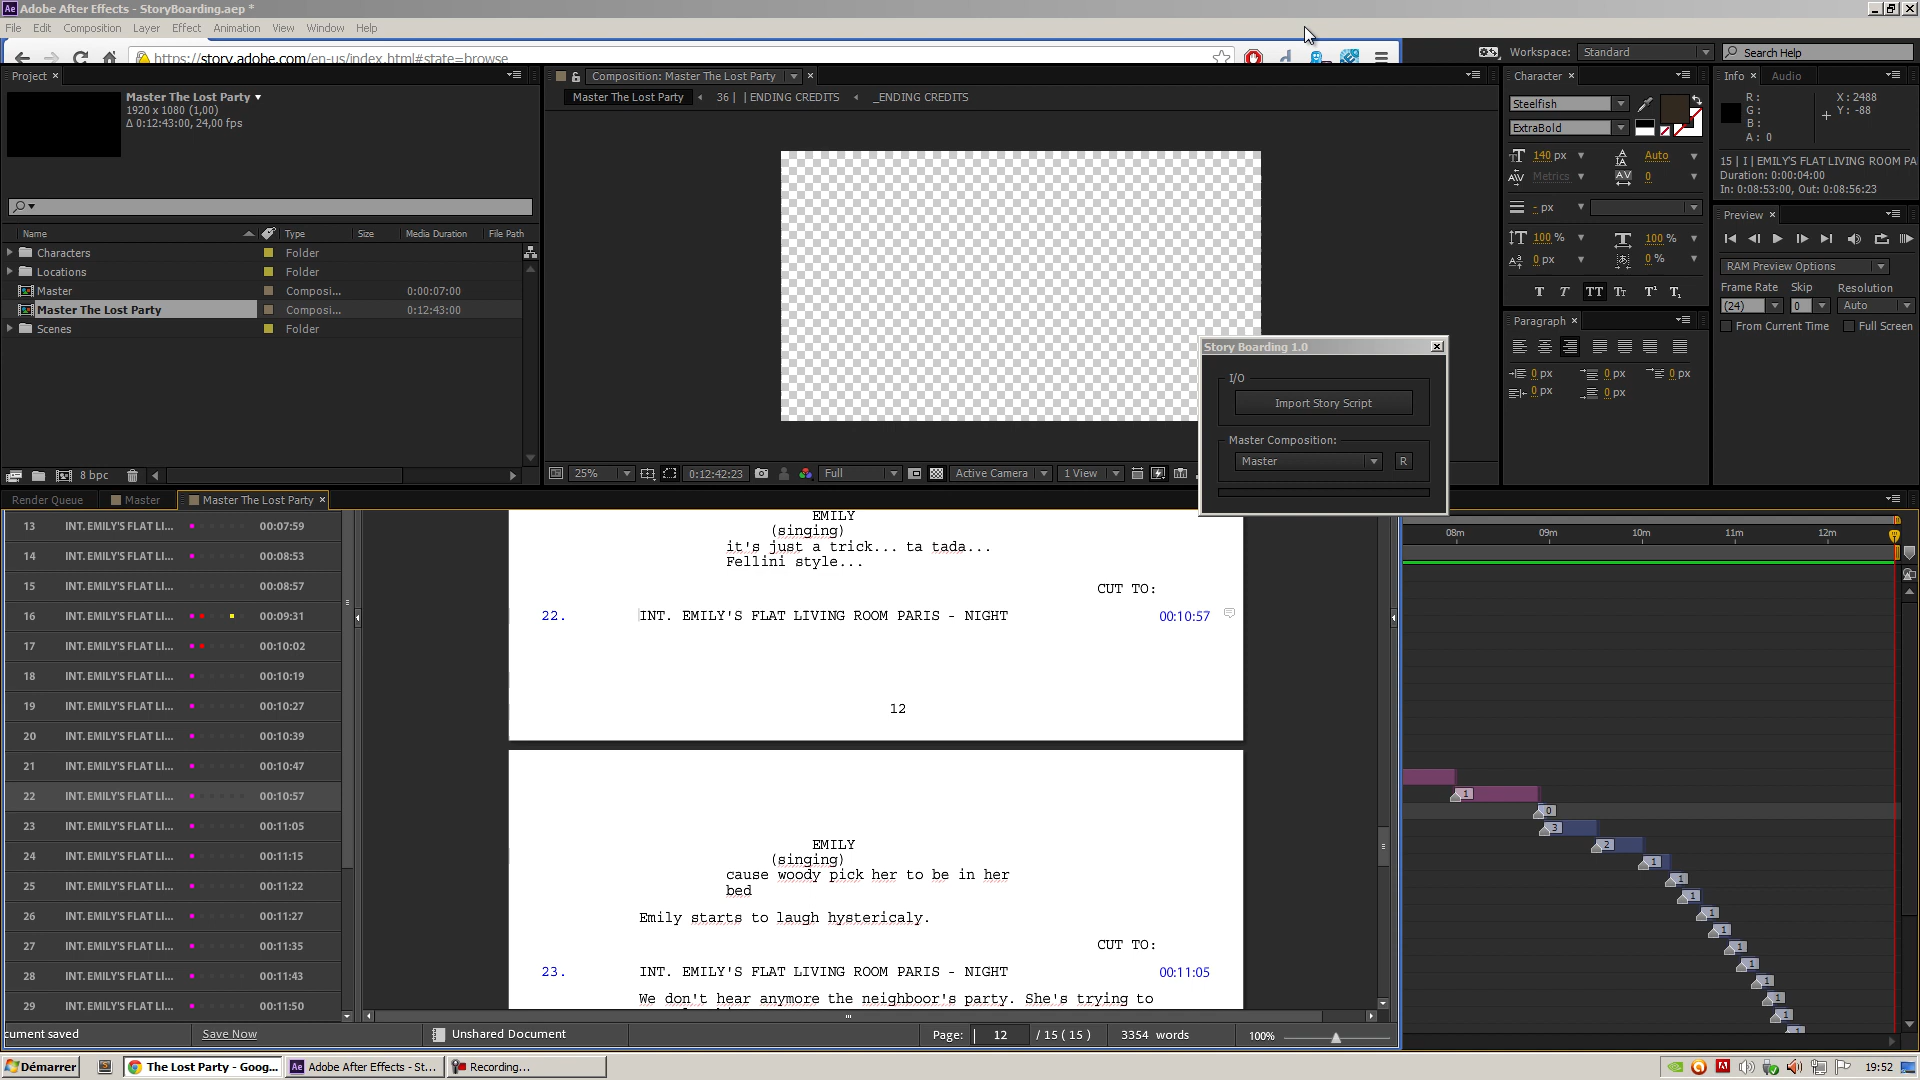 Adobe After Effects - StoryBoarding.aep *
File Edit Composition Layer Effect Animation View Window Help
https://story.adobe.com/en-us/index.html#state=browse
Workspace: Standard
Search Help
Project
Master The Lost Party
1920 x 1080 (1,00)
Δ 0:12:43:00, 24,00 fps
Name Type Size Media Duration File Path
Characters Folder
Locations Folder
Master Composi... 0:00:07:00
Master The Lost Party Composi... 0:12:43:00
Scenes Folder
8 bpc
Composition: Master The Lost Party
Master The Lost Party 36 | | ENDING CREDITS _ENDING CREDITS
25% 0:12:42:23 Full Active Camera 1 View
Story Boarding 1.0
I/O
Import Story Script
Master Composition:
Master R
Character
Steelfish
ExtraBold
140 px Auto
Metrics 0
- px
100 % 100 %
0 px 0 %
Paragraph
0 px 0 px 0 px
0 px 0 px
Info Audio
R: X : 2488
G: Y : -88
B:
A : 0
15 | I | EMILY'S FLAT LIVING ROOM PA
Duration: 0:00:04:00
In: 0:08:53:00, Out: 0:08:56:23
Preview
RAM Preview Options
Frame Rate Skip Resolution
(24) 0 Auto
From Current Time Full Screen
Render Queue Master Master The Lost Party
13 INT. EMILY'S FLAT LI... 00:07:59
14 INT. EMILY'S FLAT LI... 00:08:53
15 INT. EMILY'S FLAT LI... 00:08:57
16 INT. EMILY'S FLAT LI... 00:09:31
17 INT. EMILY'S FLAT LI... 00:10:02
18 INT. EMILY'S FLAT LI... 00:10:19
19 INT. EMILY'S FLAT LI... 00:10:27
20 INT. EMILY'S FLAT LI... 00:10:39
21 INT. EMILY'S FLAT LI... 00:10:47
22 INT. EMILY'S FLAT LI... 00:10:57
23 INT. EMILY'S FLAT LI... 00:11:05
24 INT. EMILY'S FLAT LI... 00:11:15
25 INT. EMILY'S FLAT LI... 00:11:22
26 INT. EMILY'S FLAT LI... 00:11:27
27 INT. EMILY'S FLAT LI... 00:11:35
28 INT. EMILY'S FLAT LI... 00:11:43
29 INT. EMILY'S FLAT LI... 00:11:50
EMILY
(singing)
it's just a trick... ta tada...
Fellini style...
CUT TO:
22. INT. EMILY'S FLAT LIVING ROOM PARIS - NIGHT 00:10:57
12
EMILY
(singing)
cause woody pick her to be in her
bed
Emily starts to laugh hystericaly.
CUT TO:
23. INT. EMILY'S FLAT LIVING ROOM PARIS - NIGHT 00:11:05
We don't hear anymore the neighboor's party. She's trying to
08m 09m 10m 11m 12m
1
0
3
2
1
1
1
1
1
1
1
1
1
1
1
cument saved Save Now Unshared Document Page: 12 / 15 ( 15 ) 3354 words 100%
Démarrer The Lost Party - Goog... Adobe After Effects - St... Recording... 19:52